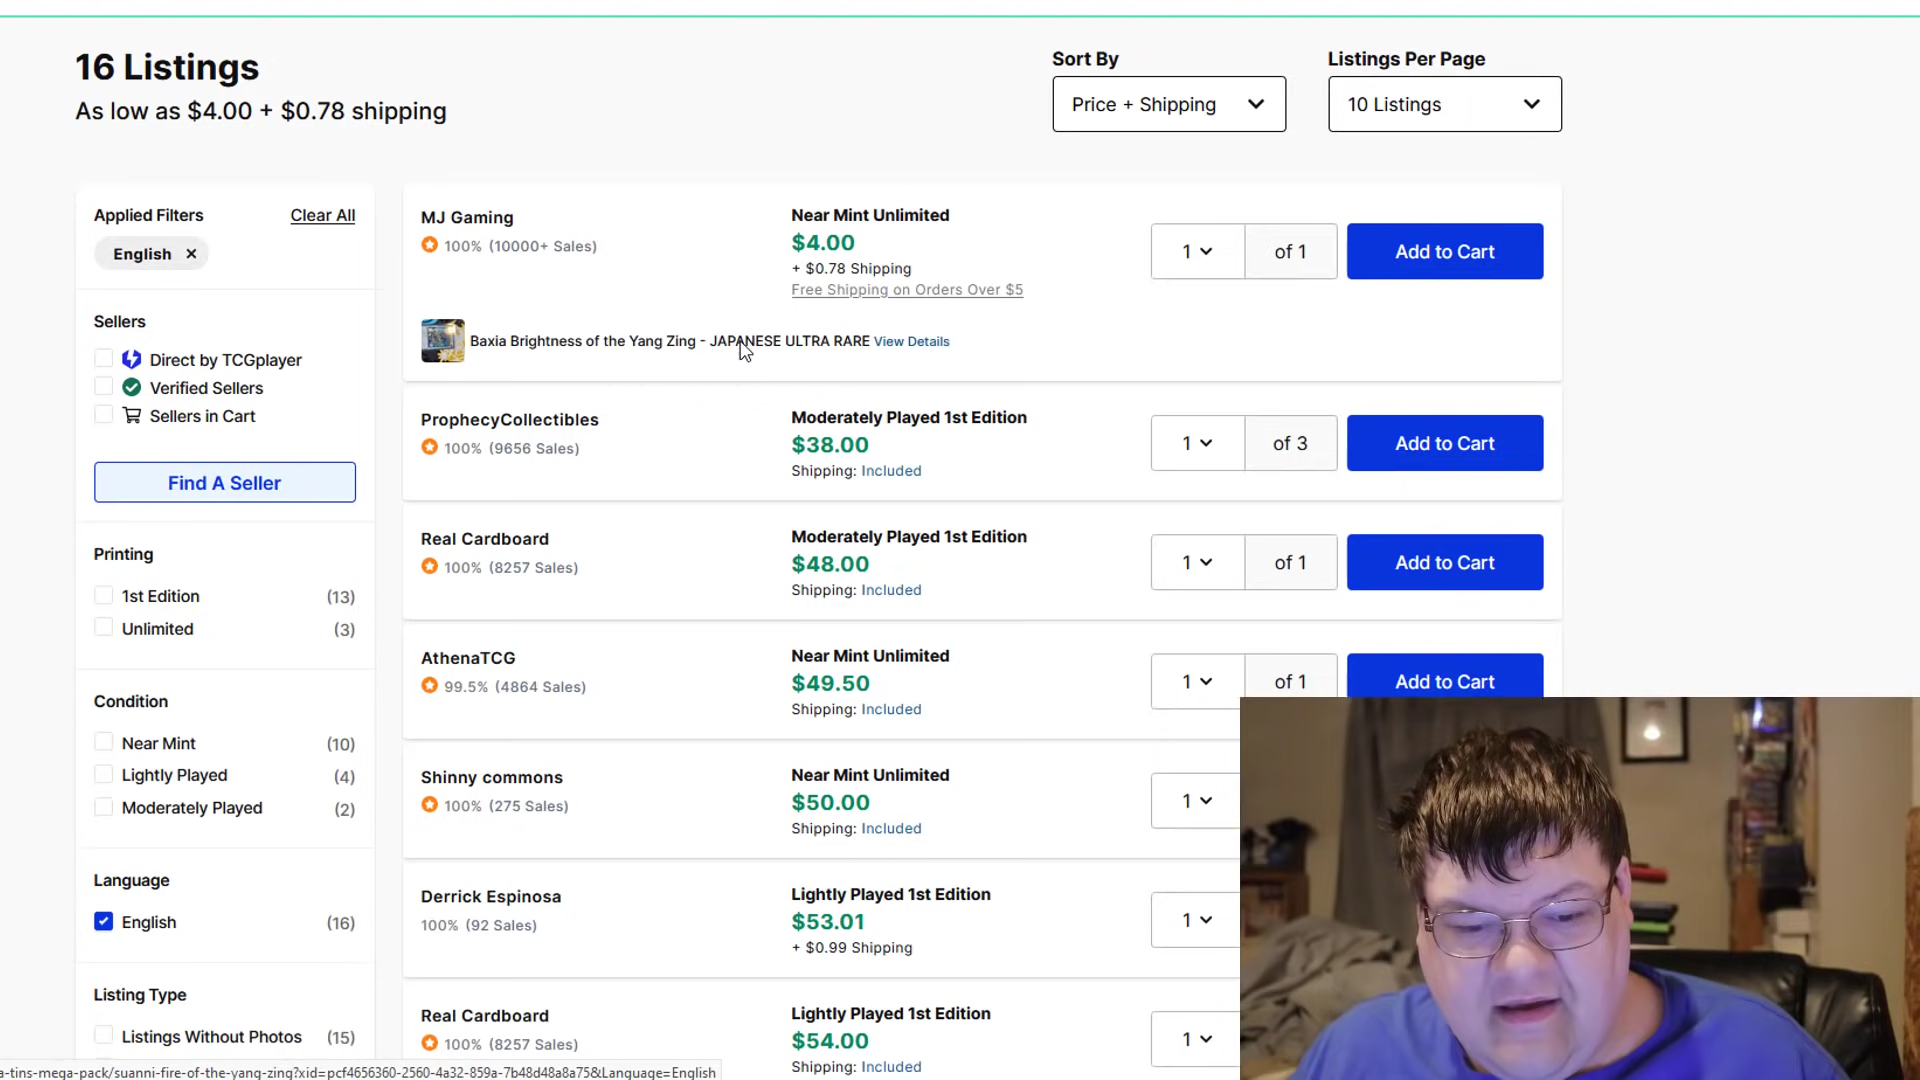 16 Listings
As low as $4.00 + $0.78 shipping
Sort By
Price + Shipping
Listings Per Page
10 Listings
Applied Filters
Clear All
English ×
Sellers
Direct by TCGplayer
Verified Sellers
Sellers in Cart
Find A Seller
Printing
1st Edition (13)
Unlimited (3)
Condition
Near Mint (10)
Lightly Played (4)
Moderately Played (2)
Language
English (16)
Listing Type
Listings Without Photos (15)
MJ Gaming
100% (10000+ Sales)
Near Mint Unlimited
$4.00
+ $0.78 Shipping
Free Shipping on Orders Over $5
1 of 1
Add to Cart
Baxia Brightness of the Yang Zing - JAPANESE ULTRA RARE View Details
ProphecyCollectibles
100% (9656 Sales)
Moderately Played 1st Edition
$38.00
Shipping: Included
1 of 3
Add to Cart
Real Cardboard
100% (8257 Sales)
Moderately Played 1st Edition
$48.00
Shipping: Included
1 of 1
Add to Cart
AthenaTCG
99.5% (4864 Sales)
Near Mint Unlimited
$49.50
Shipping: Included
1 of 1
Add to Cart
Shinny commons
100% (275 Sales)
Near Mint Unlimited
$50.00
Shipping: Included
1
Derrick Espinosa
100% (92 Sales)
Lightly Played 1st Edition
$53.01
+ $0.99 Shipping
1
Real Cardboard
100% (8257 Sales)
Lightly Played 1st Edition
$54.00
Shipping: Included
1
a-tins-mega-pack/suanni-fire-of-the-yang-zing?xid=pcf4656360-2560-4a32-859a-7b48d48a8a75&Language=English